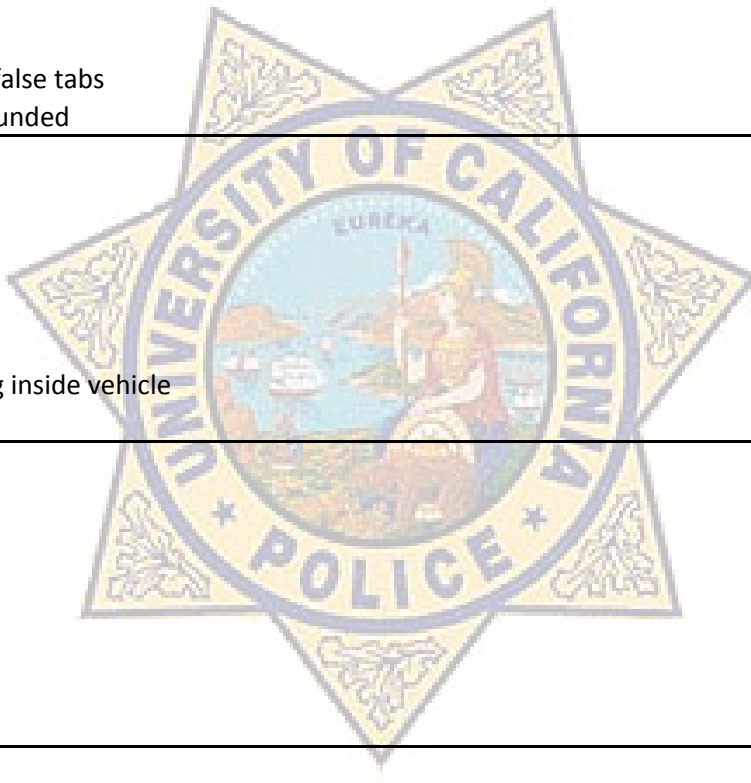 false tabs
unded
UNIVERSITY OF CALIFORNIA
EUREKA
g inside vehicle
POLICE